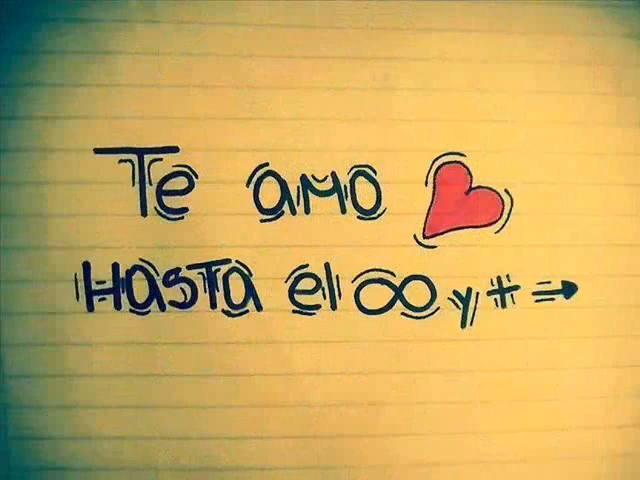 Te amo ❤
Hasta el ∞ y + ⇒